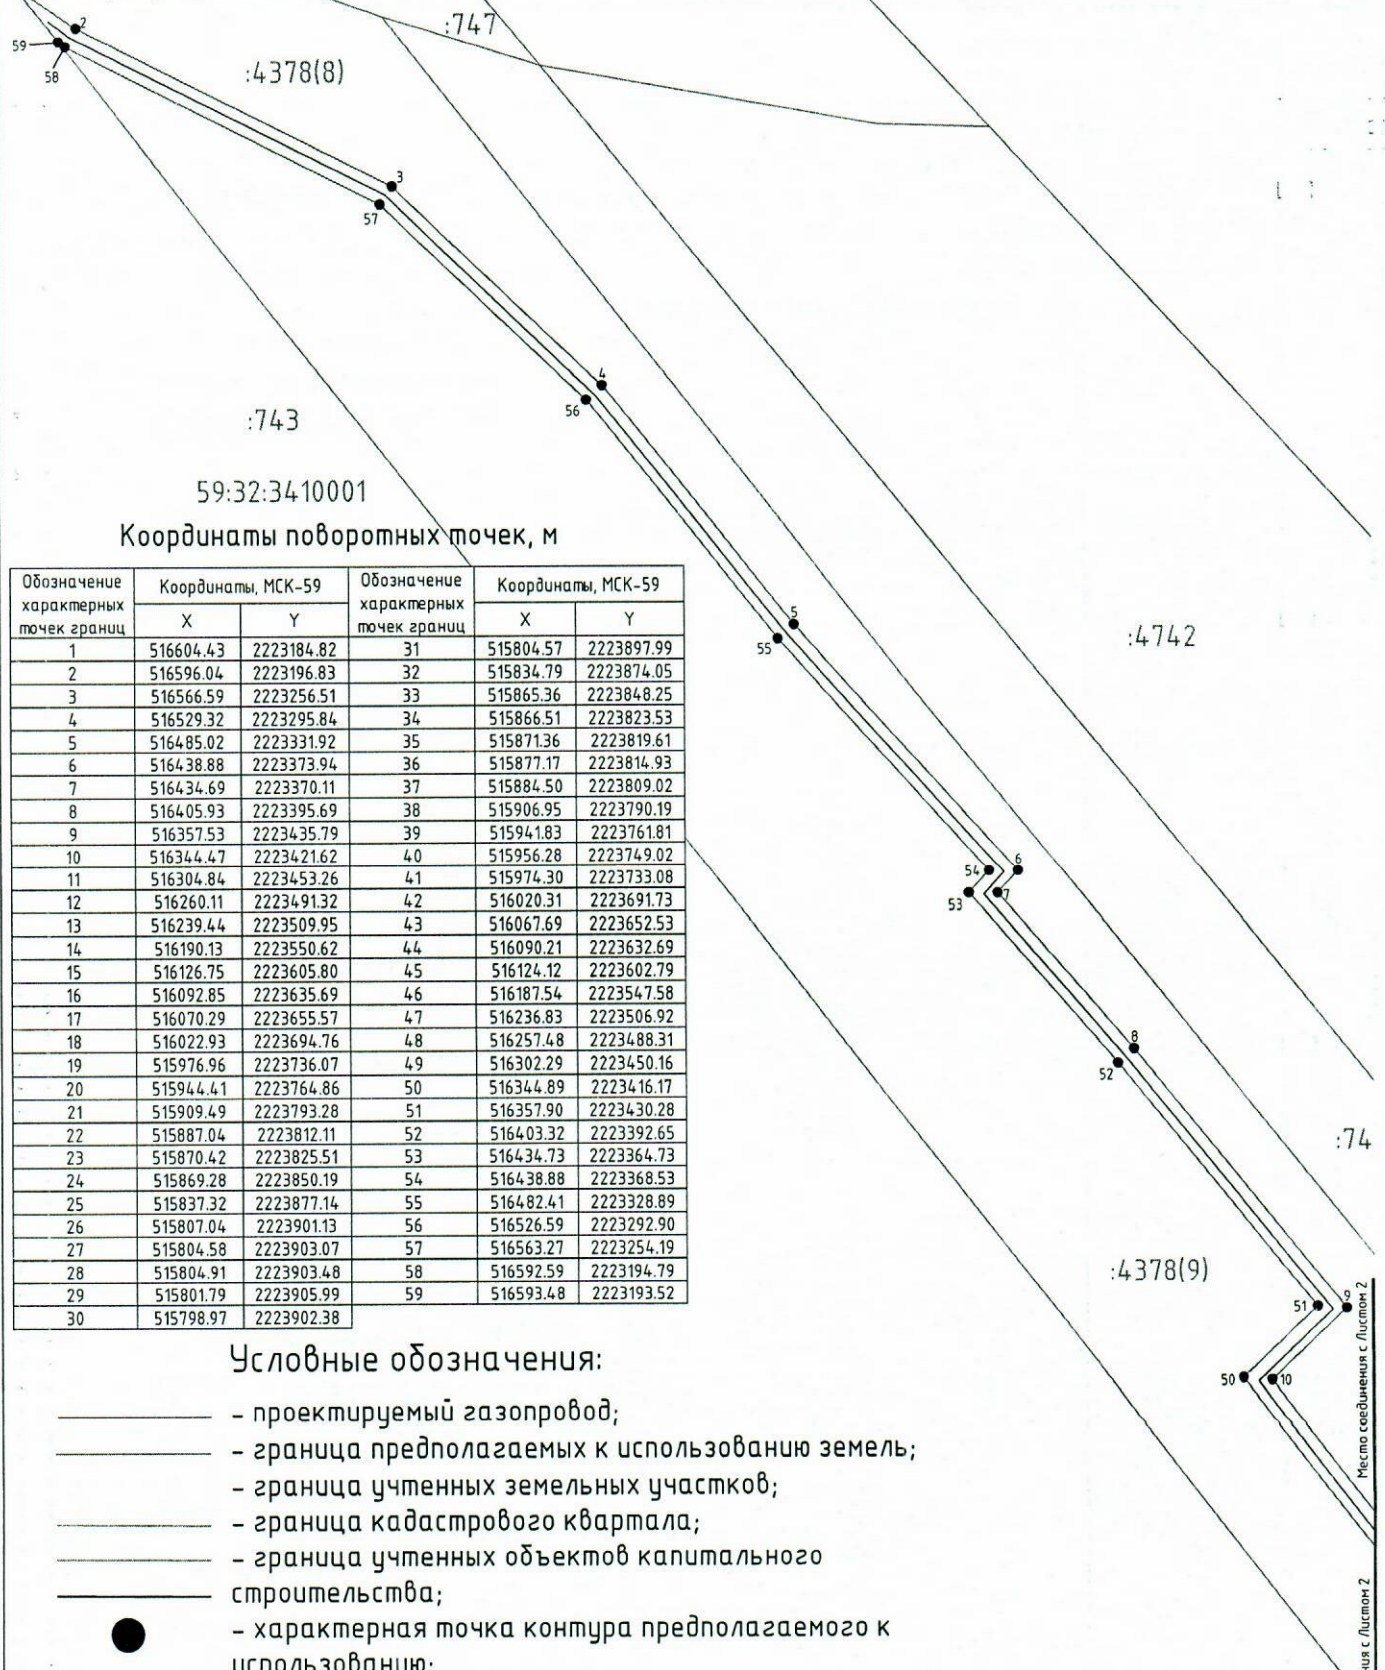 :747
2
59
58
:4378(8)
3
57
4
56
:743
59:32:3410001
5
55
:4742
Координаты поворотных точек, м
Обозначение характерных точек границ Координаты, МСК-59 Обозначение характерных точек границ Координаты, МСК-59
X Y X Y
1 516604.43 2223184.82 31 515804.57 2223897.99
2 516596.04 2223196.83 32 515834.79 2223874.05
3 516566.59 2223256.51 33 515865.36 2223848.25
4 516529.32 2223295.84 34 515866.51 2223823.53
5 516485.02 2223331.92 35 515871.36 2223819.61
6 516438.88 2223373.94 36 515877.17 2223814.93
7 516434.69 2223370.11 37 515884.50 2223809.02
8 516405.93 2223395.69 38 515906.95 2223790.19
9 516357.53 2223435.79 39 515941.83 2223761.81
10 516344.47 2223421.62 40 515956.28 2223749.02
11 516304.84 2223453.26 41 515974.30 2223733.08
12 516260.11 2223491.32 42 516020.31 2223691.73
13 516239.44 2223509.95 43 516067.69 2223652.53
14 516190.13 2223550.62 44 516090.21 2223632.69
15 516126.75 2223605.80 45 516124.12 2223602.79
16 516092.85 2223635.69 46 516187.54 2223547.58
17 516070.29 2223655.57 47 516236.83 2223506.92
18 516022.93 2223694.76 48 516257.48 2223488.31
19 515976.96 2223736.07 49 516302.29 2223450.16
20 515944.41 2223764.86 50 516344.89 2223416.17
21 515909.49 2223793.28 51 516357.90 2223430.28
22 515887.04 2223812.11 52 516403.32 2223392.65
23 515870.42 2223825.51 53 516434.73 2223364.73
24 515869.28 2223850.19 54 516438.88 2223368.53
25 515837.32 2223877.14 55 516482.41 2223328.89
26 515807.04 2223901.13 56 516526.59 2223292.90
27 515804.58 2223903.07 57 516563.27 2223254.19
28 515804.91 2223903.48 58 516592.59 2223194.79
29 515801.79 2223905.99 59 516593.48 2223193.52
30 515798.97 2223902.38
6
54
53
7
8
52
:74
:4378(9)
51
9
50
10
Место соединения с Листом 2
Условные обозначения:
- проектируемый газопровод;
- граница предполагаемых к использованию земель;
- граница учтенных земельных участков;
- граница кадастрового квартала;
- граница учтенных объектов капитального
строительства;
- характерная точка контура предполагаемого к
использованию;
ния с Листом 2